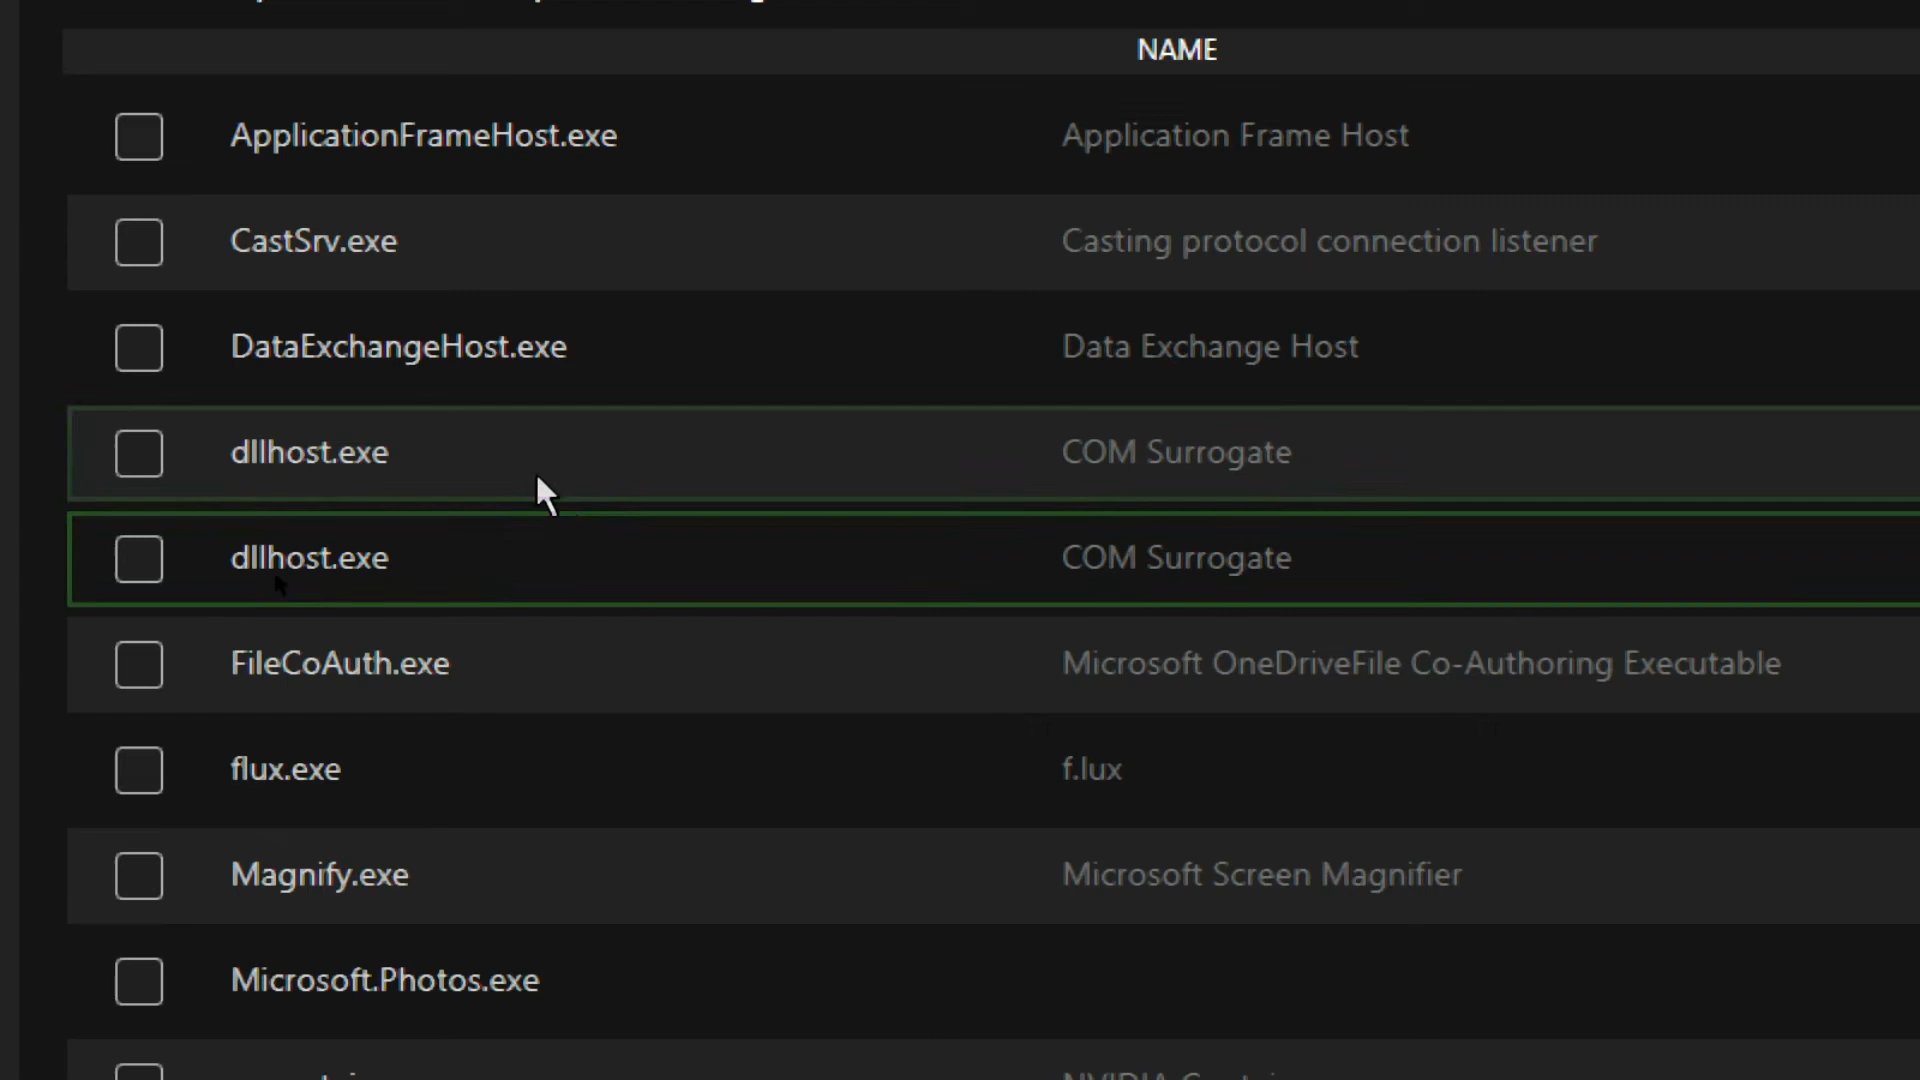 NAME
ApplicationFrameHost.exe Application Frame Host
CastSrv.exe Casting protocol connection listener
DataExchangeHost.exe Data Exchange Host
dllhost.exe COM Surrogate
dllhost.exe COM Surrogate
FileCoAuth.exe Microsoft OneDriveFile Co-Authoring Executable
flux.exe f.lux
Magnify.exe Microsoft Screen Magnifier
Microsoft.Photos.exe